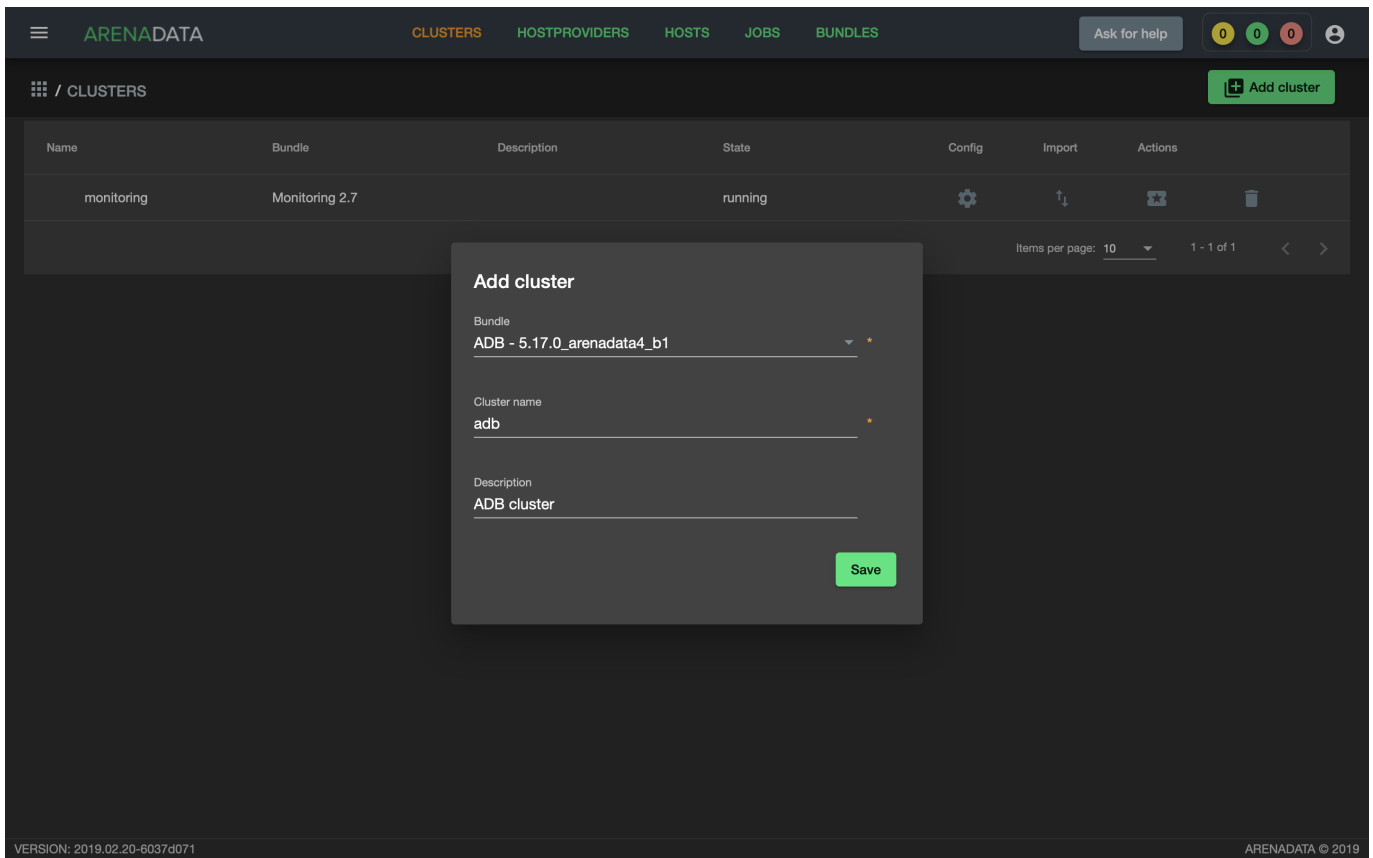 ARENADATA CLUSTERS HOSTPROVIDERS HOSTS JOBS BUNDLES Ask for help 0 0 0
/ CLUSTERS Add cluster
Name Bundle Description State Config Import Actions
monitoring Monitoring 2.7 running
Items per page: 10 1 - 1 of 1
Add cluster
Bundle
ADB - 5.17.0_arenadata4_b1 *
Cluster name
adb *
Description
ADB cluster
Save
VERSION: 2019.02.20-6037d071 ARENADATA © 2019